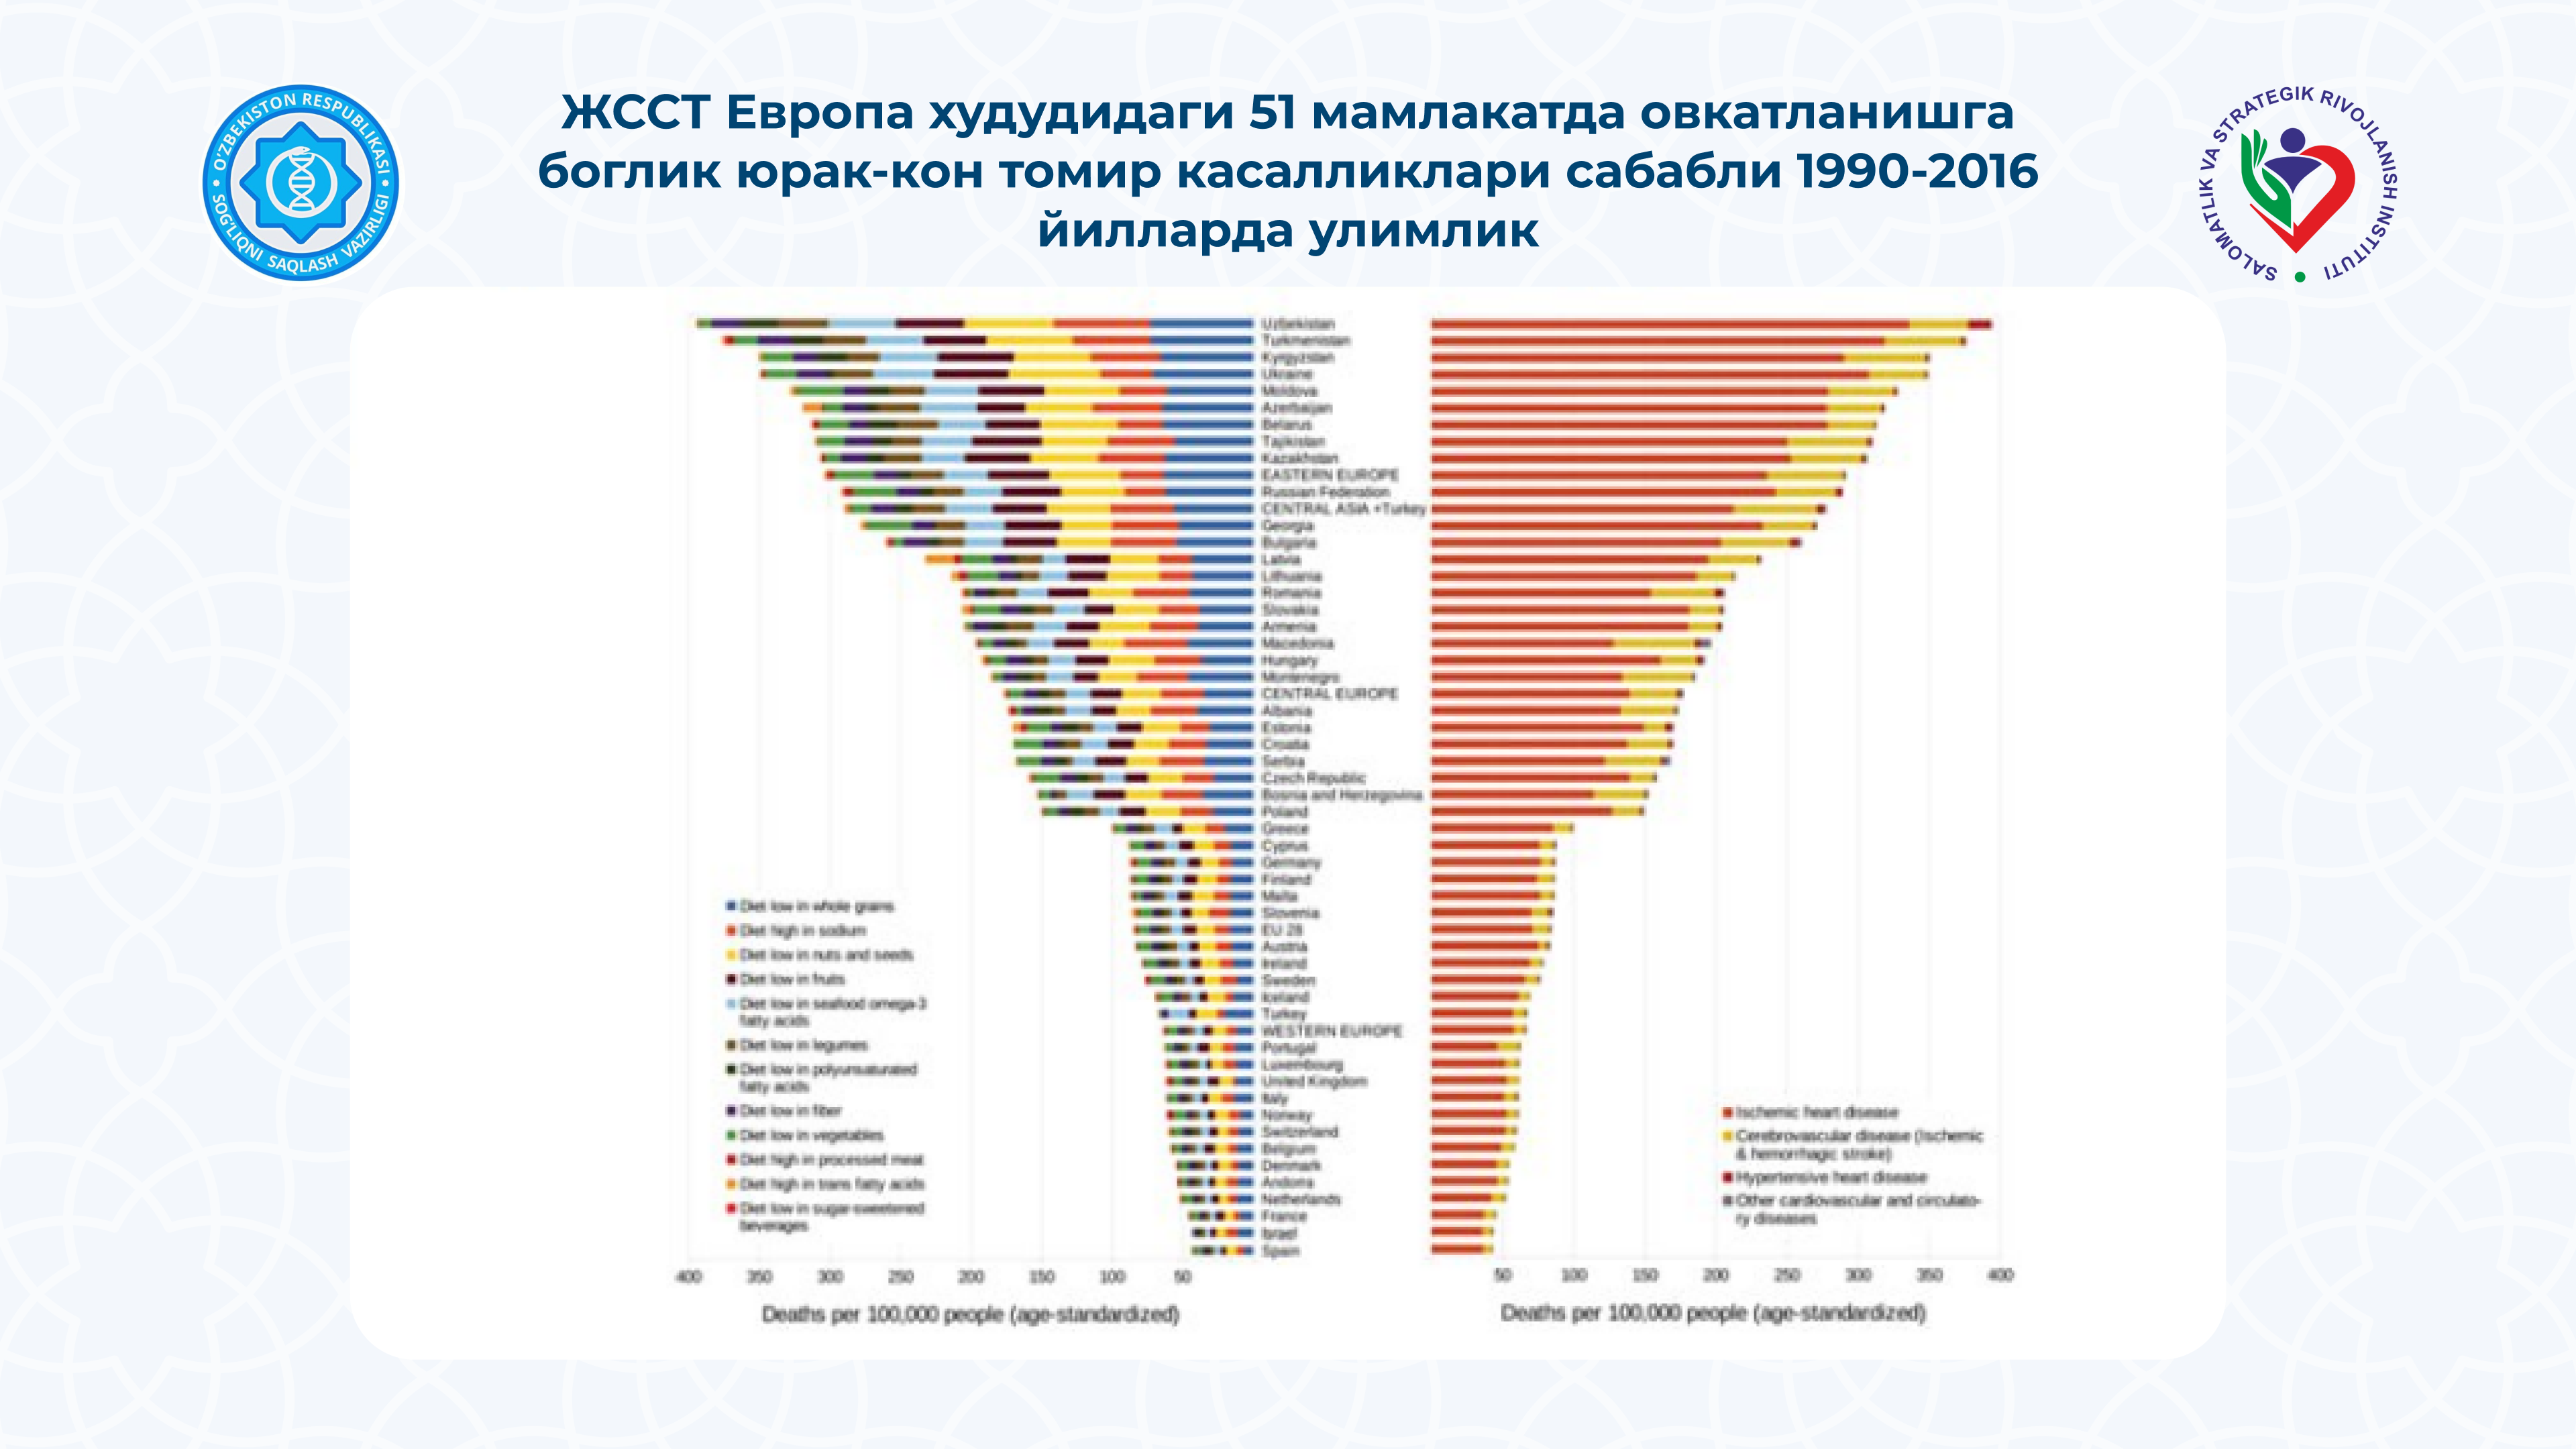 O'ZBEKISTON RESPUBLIKASI
SOG'LIQNI SAQLASH VAZIRLIGI
ЖССТ Европа худудидаги 51 мамлакатда овкатланишга
боглик юрак-кон томир касалликлари сабабли 1990-2016
йилларда улимлик
SALOMATLIK VA STRATEGIK RIVOJLANISH INSTITUTI
Uzbekistan
Turkmenistan
Kyrgyzstan
Ukraine
Moldova
Azerbaijan
Belarus
Tajikistan
Kazakhstan
EASTERN EUROPE
Russian Federation
CENTRAL ASIA +Turkey
Georgia
Bulgaria
Latvia
Lithuania
Romania
Slovakia
Armenia
Macedonia
Hungary
Montenegro
CENTRAL EUROPE
Albania
Estonia
Croatia
Serbia
Czech Republic
Bosnia and Herzegovina
Poland
Greece
Cyprus
Germany
Finland
Malta
Slovenia
EU 28
Austria
Ireland
Sweden
Iceland
Turkey
WESTERN EUROPE
Portugal
Luxembourg
United Kingdom
Italy
Norway
Switzerland
Belgium
Denmark
Andorra
Netherlands
France
Israel
Spain
Diet low in whole grains
Diet high in sodium
Diet low in nuts and seeds
Diet low in fruits
Diet low in seafood omega-3
fatty acids
Diet low in legumes
Diet low in polyunsaturated
fatty acids
Diet low in fiber
Diet low in vegetables
Diet high in processed meat
Diet high in trans fatty acids
Diet low in sugar-sweetened
beverages
Ischemic heart disease
Cerebrovascular disease (Ischemic
& hemorrhagic stroke)
Hypertensive heart disease
Other cardiovascular and circulato-
ry diseases
400 350 300 250 200 150 100 50
50 100 150 200 250 300 350 400
Deaths per 100,000 people (age-standardized)
Deaths per 100,000 people (age-standardized)